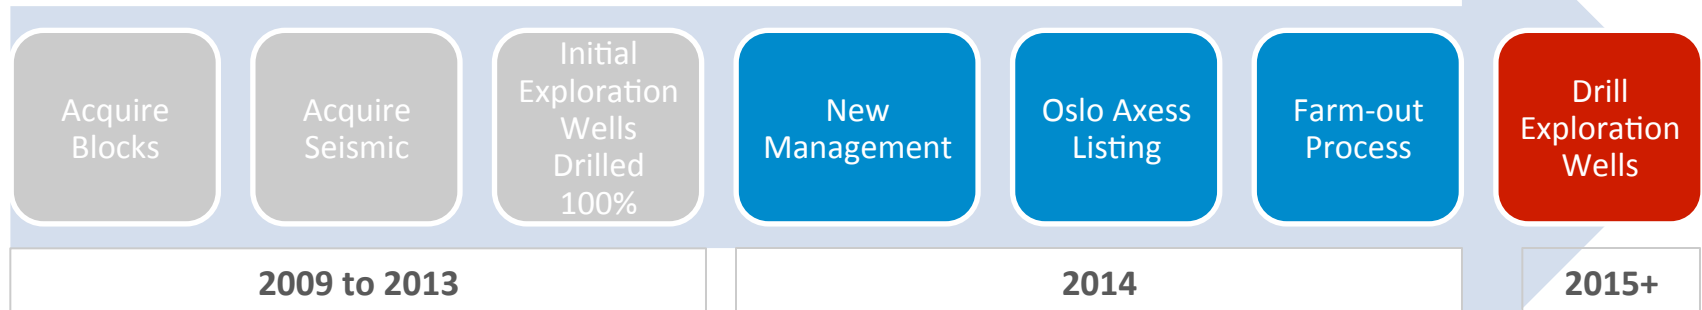 Acquire
Blocks
Acquire
Seismic
Initial
Exploration
Wells
Drilled
100%
New
Management
Oslo Axess
Listing
Farm-out
Process
Drill
Exploration
Wells
2009 to 2013
2014
2015+